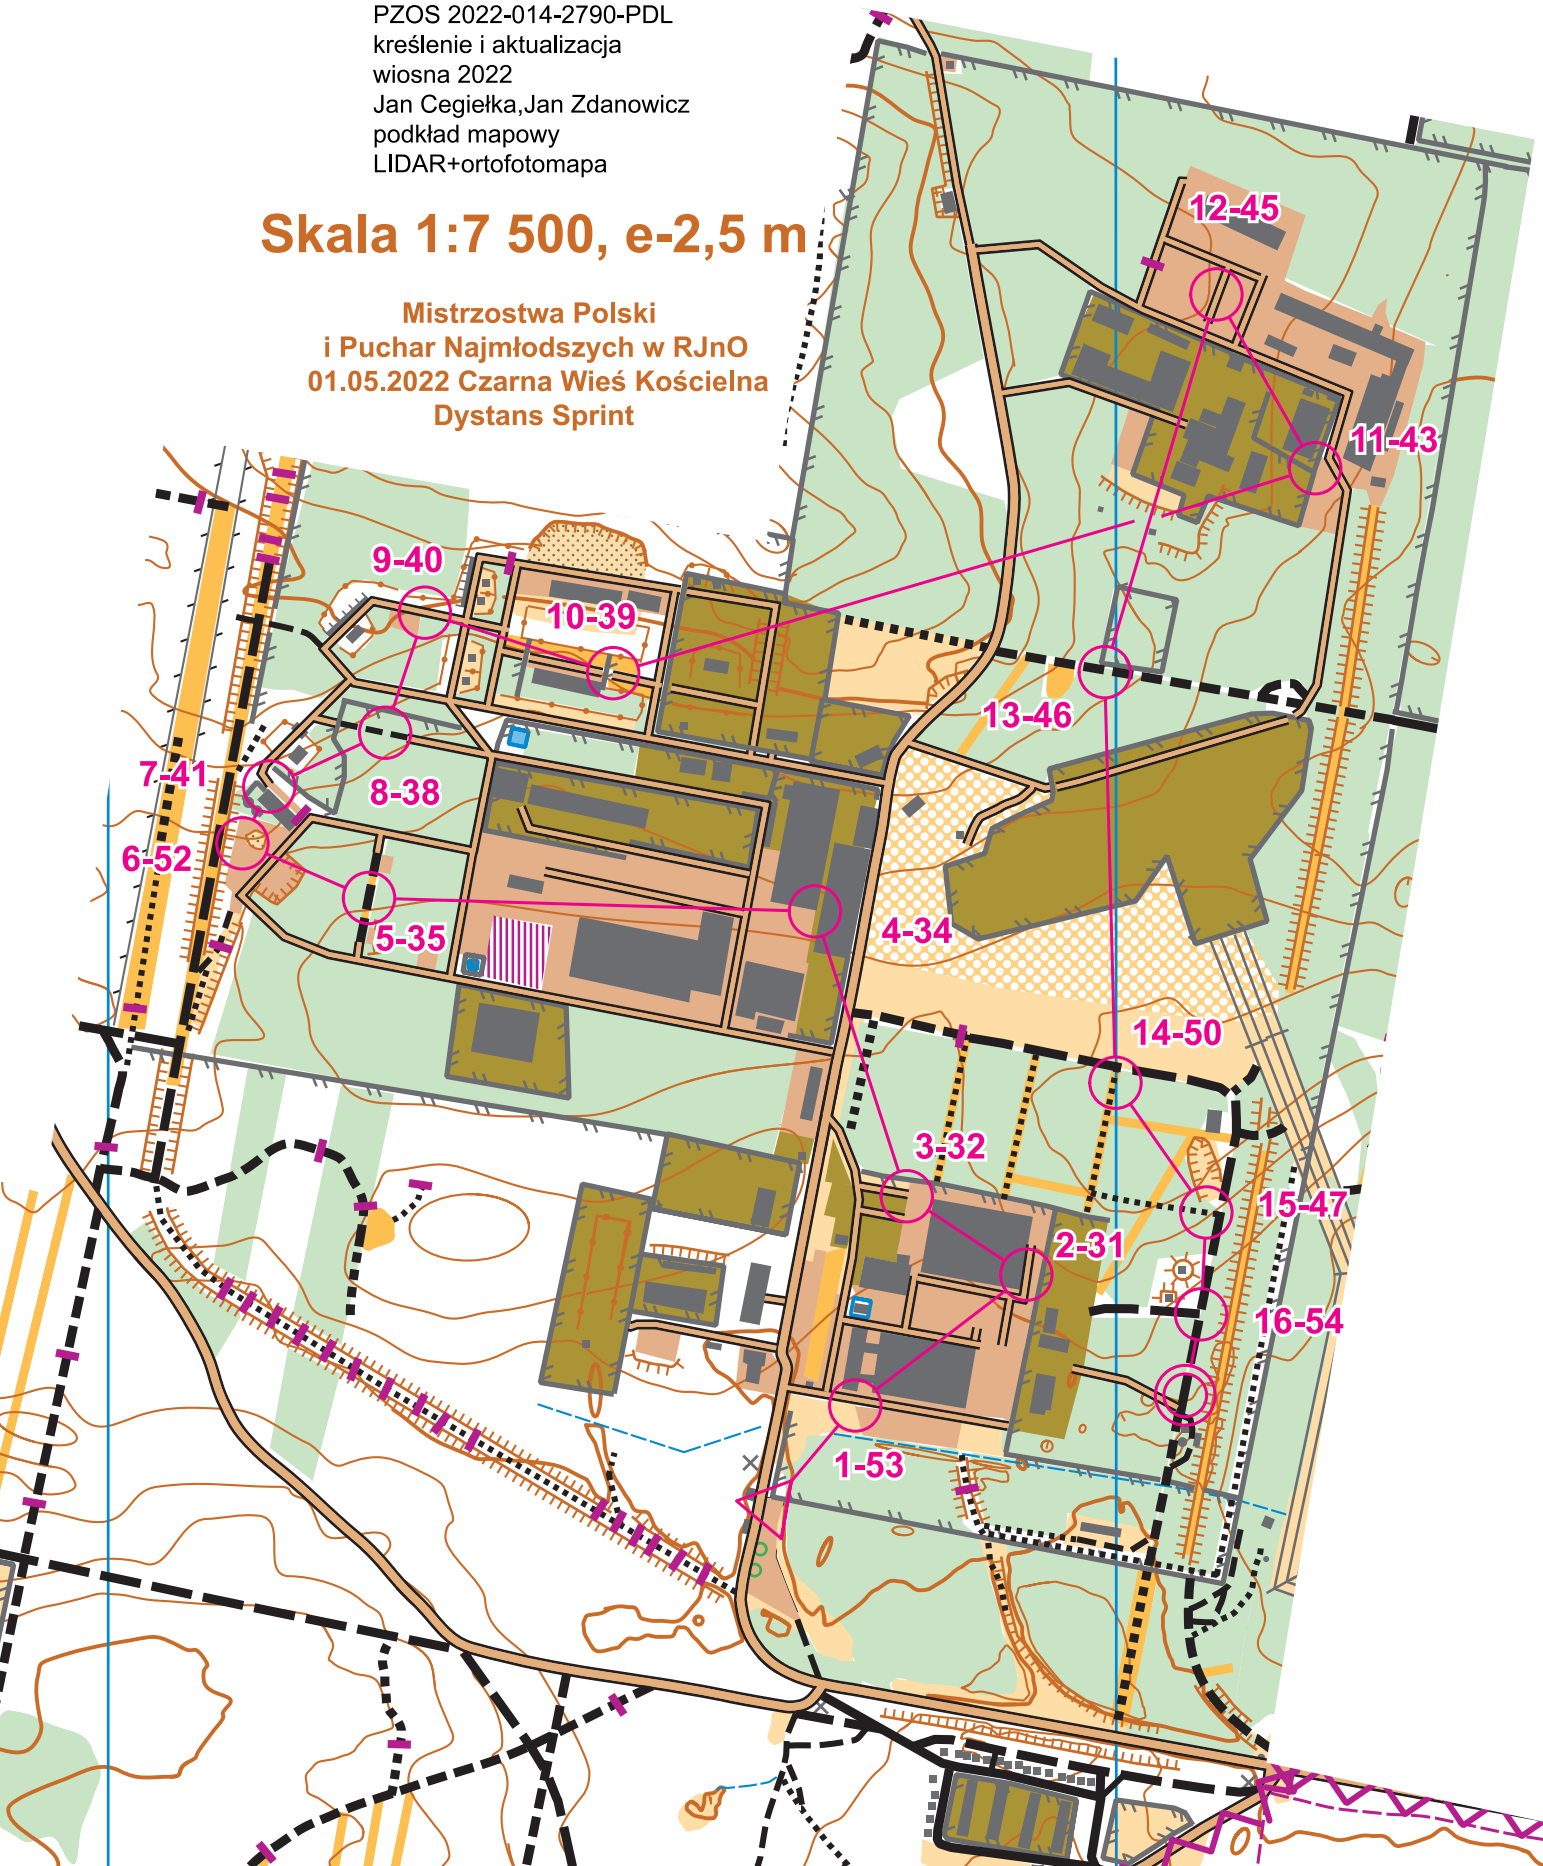 PZOS 2022-014-2790-PDL
kreślenie i aktualizacja
wiosna 2022
Jan Cegiełka,Jan Zdanowicz
podkład mapowy
LIDAR+ortofotomapa
Skala 1:7 500, e-2,5 m
Mistrzostwa Polski
i Puchar Najmłodszych w RJnO
01.05.2022 Czarna Wieś Kościelna
Dystans Sprint
12-45
11-43
9-40
10-39
13-46
7-41
8-38
6-52
5-35
4-34
14-50
3-32
15-47
2-31
16-54
1-53